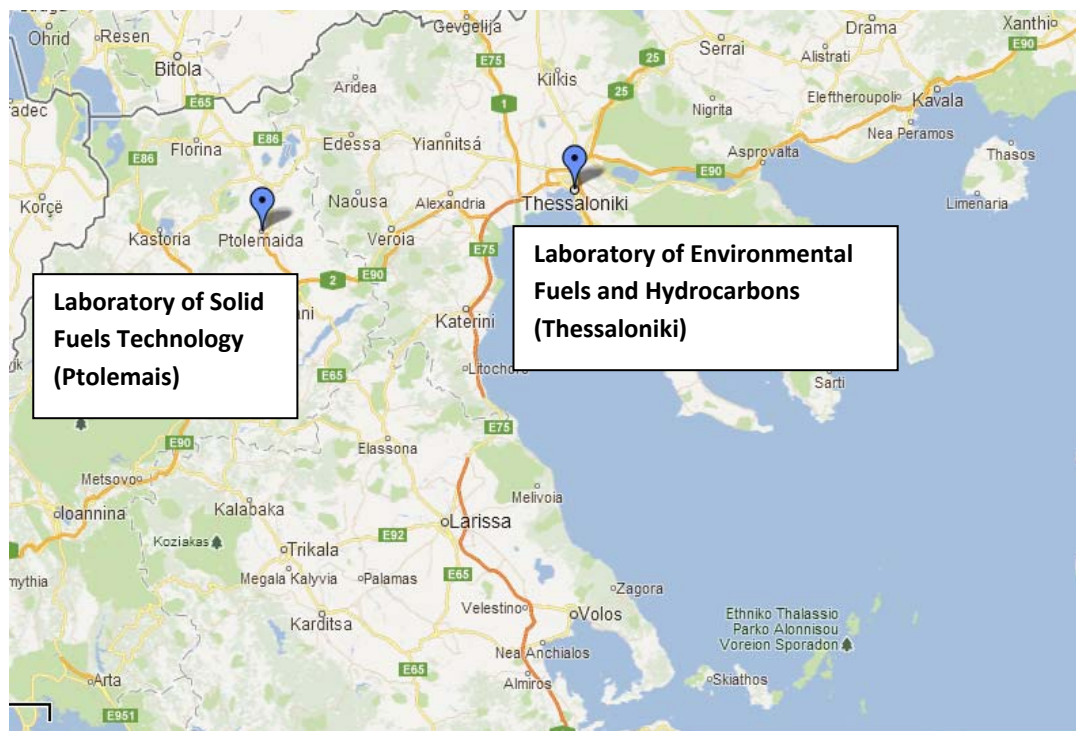 Gevgelija
Drama
Xanthi
Ohrid
Resen
E75
25
Serrai
Alistrati
E90
Bitola
Aridea
Kilkis
E65
1
25
Nigrita
Eleftheroupoli
Kavala
Nea Peramos
Florina
E86
E86
Edessa
Yiannitsá
Asprovalta
Thasos
E90
Korçë
Naousa
Alexandria
Thessaloniki
Limenaria
Kastoria
Ptolemaida
Veroia
E75
2
E90
Laboratory of Environmental
Fuels and Hydrocarbons
(Thessaloniki)
Laboratory of Solid
Fuels Technology
(Ptolemais)
Katerini
E65
Litochoro
Sarti
E75
E90
Elassona
Metsovo
Ioannina
Kalabaka
Melivoia
Larissa
Koziakas
Trikala
E92
Megala Kalyvia
Palamas
E65
Zagora
Karditsa
Velestino
Volos
Ethniko Thalassio
Parko Alonnisou
Voreion Sporadon
Nea Anchialos
E65
Almiros
Skiathos
Arta
E951